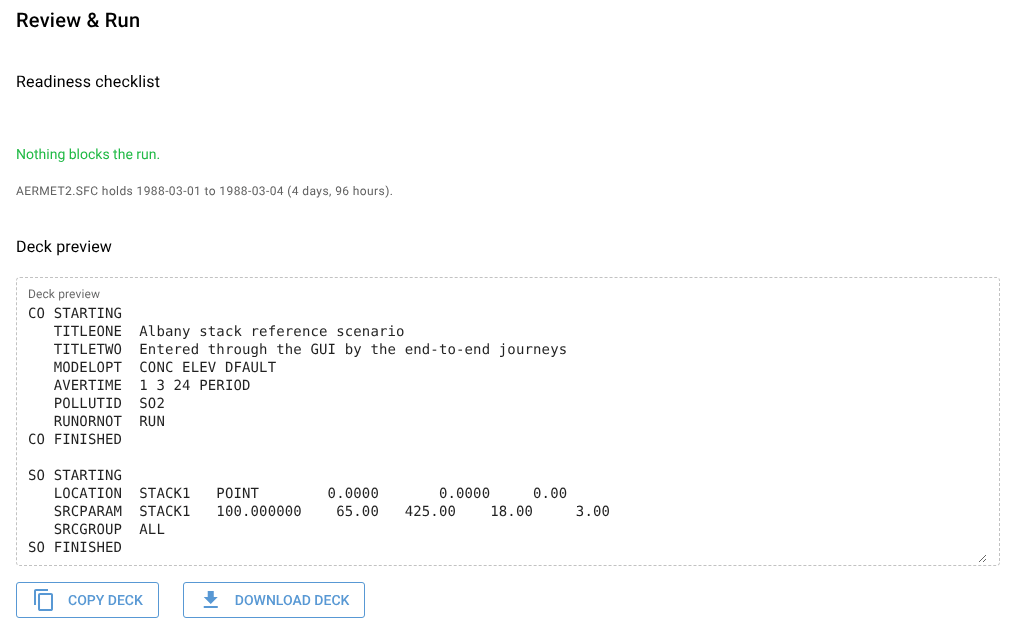 Review & Run
Readiness checklist
Nothing blocks the run.
AERMET2.SFC holds 1988-03-01 to 1988-03-04 (4 days, 96 hours).
Deck preview
Deck preview
CO STARTING
   TITLEONE  Albany stack reference scenario
   TITLETWO  Entered through the GUI by the end-to-end journeys
   MODELOPT  CONC ELEV DFAULT
   AVERTIME  1 3 24 PERIOD
   POLLUTID  SO2
   RUNORNOT  RUN
CO FINISHED
SO STARTING
   LOCATION  STACK1   POINT        0.0000       0.0000     0.00
   SRCPARAM  STACK1   100.000000    65.00   425.00    18.00     3.00
   SRCGROUP  ALL
SO FINISHED
COPY DECK
DOWNLOAD DECK